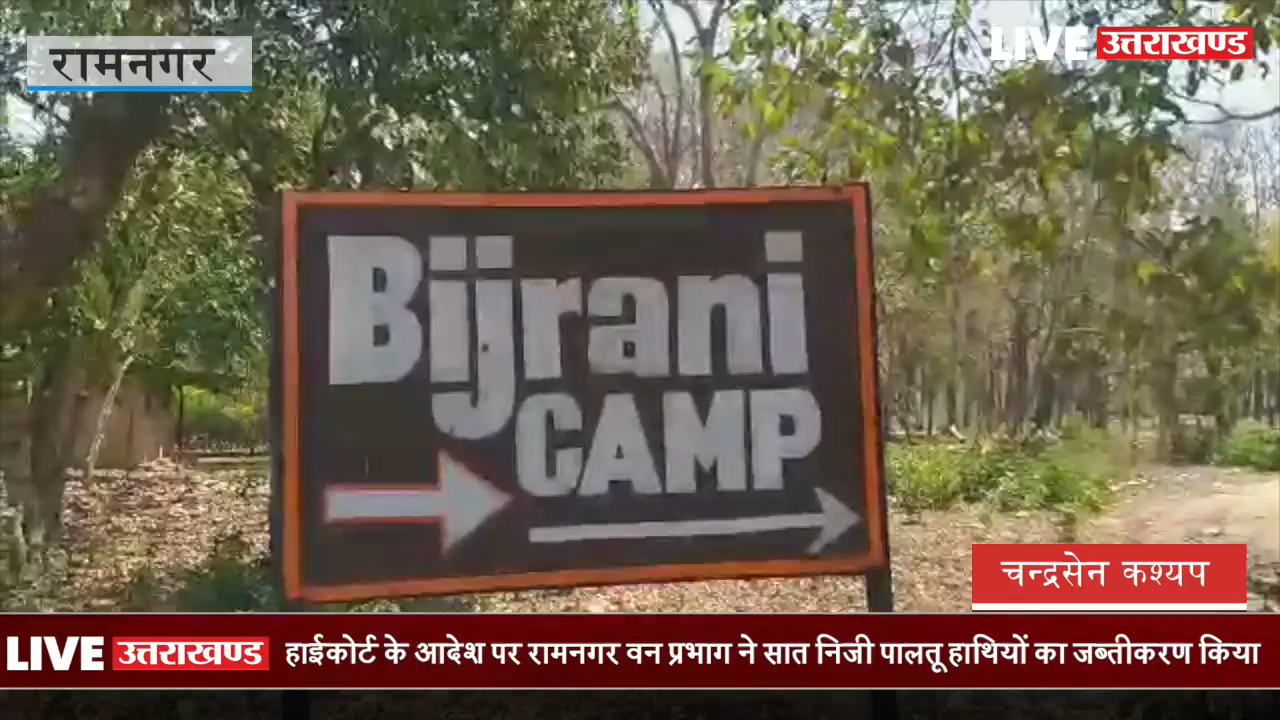 रामनगर
LIVE उत्तराखण्ड
Bijrani
CAMP
चन्द्रसेन कश्यप
LIVE उत्तराखण्ड हाईकोर्ट के आदेश पर रामनगर वन प्रभाग ने सात निजी पालतू हाथियों का जब्तीकरण किया